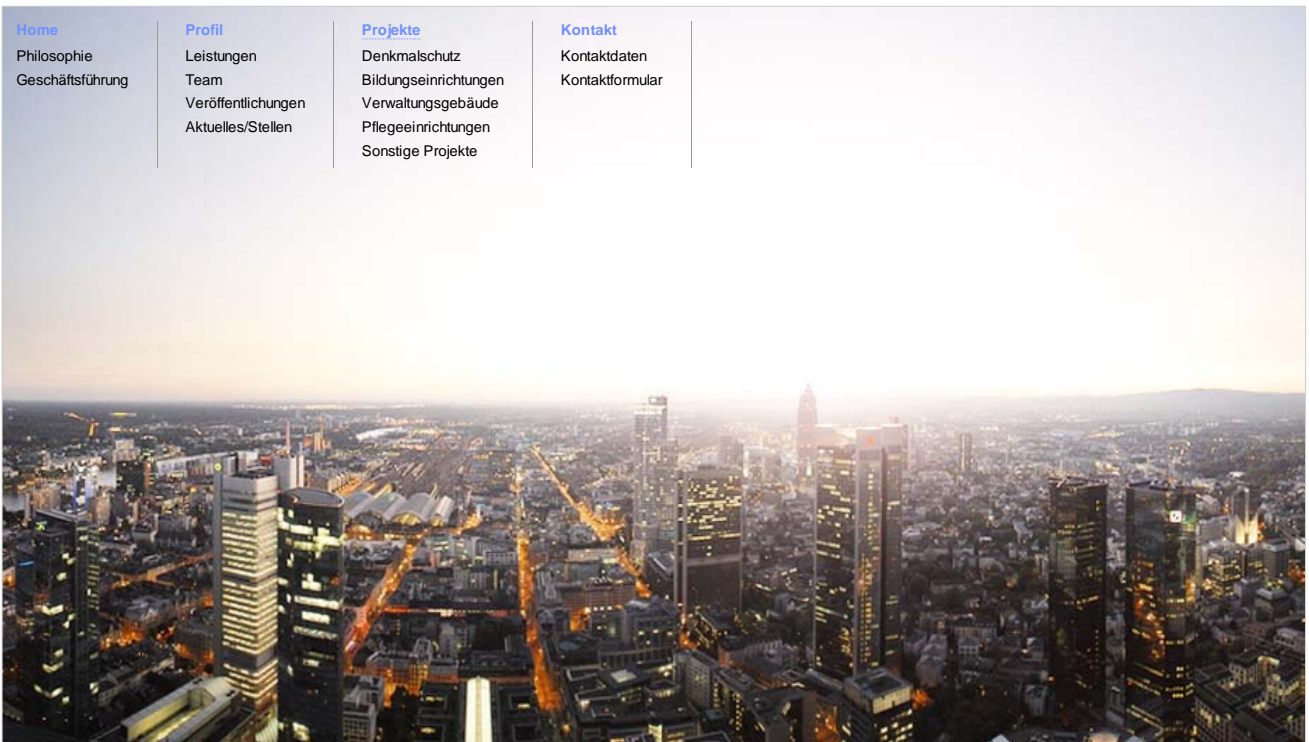 Home
Philosophie
Geschäftsführung
Profil
Leistungen
Team
Veröffentlichungen
Aktuelles/Stellen
Projekte
Denkmalschutz
Bildungseinrichtungen
Verwaltungsgebäude
Pflegeeinrichtungen
Sonstige Projekte
Kontakt
Kontaktdaten
Kontaktformular